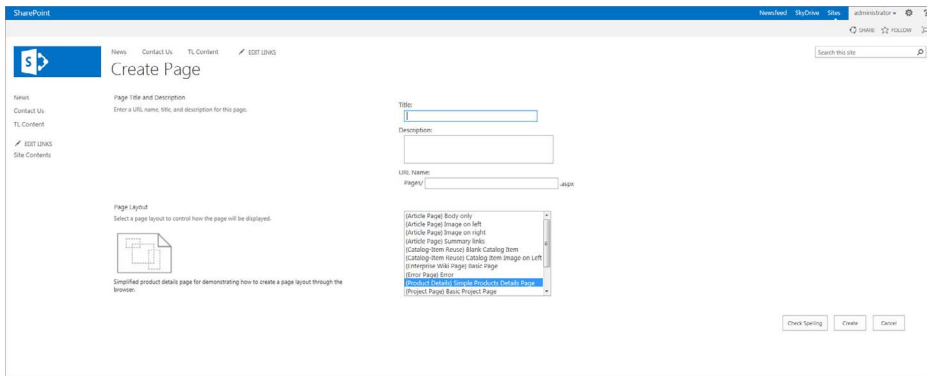 SharePoint
Newsfeed SkyDrive Sites administrator ?
SHARE FOLLOW
S
News Contact Us TL Content EDIT LINKS
Search this site
Create Page
News
Contact Us
TL Content
EDIT LINKS
Site Contents
Page Title and Description
Enter a URL name, title, and description for this page.
Title:
Description:
URL Name:
Pages/ .aspx
Page Layout
Select a page layout to control how the page will be displayed.
Simplified product details page for demonstrating how to create a page layout through the
browser.
(Article Page) Body only
(Article Page) Image on left
(Article Page) Image on right
(Article Page) Summary links
(Catalog-Item Reuse) Blank Catalog Item
(Catalog-Item Reuse) Catalog Item Image on Left
(Enterprise Wiki Page) Basic Page
(Error Page) Error
(Product Details) Simple Products Details Page
(Project Page) Basic Project Page
Check Spelling Create Cancel